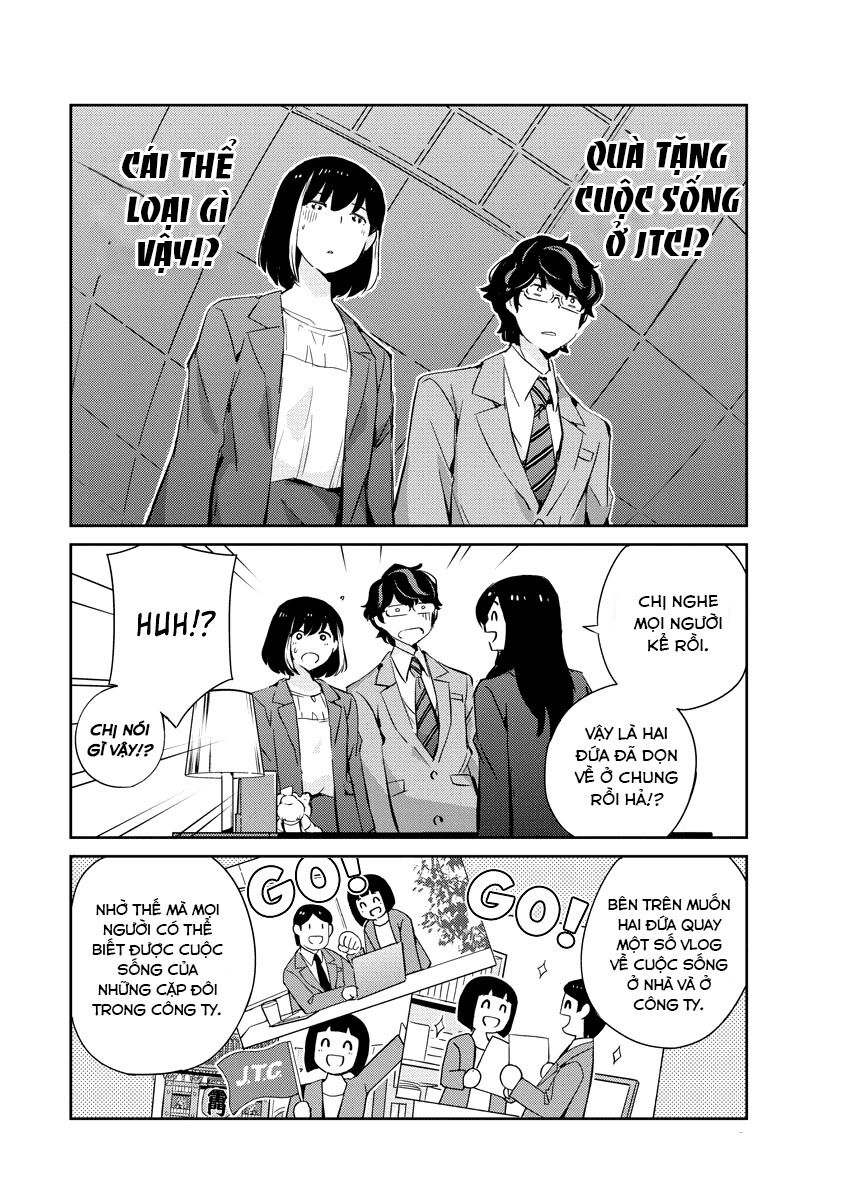 QUÀ TẶNG
CUỘC SỐNG
Ở JTC!?
CÁI THỂ
LOẠI GÌ
VẬY!?
CHỊ NGHE
MỌI NGƯỜI
KỂ RỒI.
VẬY LÀ HAI
ĐỨA ĐÃ DỌN
VỀ Ở CHUNG
RỒI HẢ!?
HUH!?
CHỊ NÓI
GÌ VẬY!?
BÊN TRÊN MUỐN
HAI ĐỨA QUAY
MỘT SỐ VLOG
VỀ CUỘC SỐNG
Ở NHÀ VÀ Ở
CÔNG TY.
GO!
GO!
J.T.C
NHỜ THẾ MÀ MỌI
NGƯỜI CÓ THỂ
BIẾT ĐƯỢC CUỘC
SỐNG CỦA
NHỮNG CẶP ĐÔI
TRONG CÔNG TY.